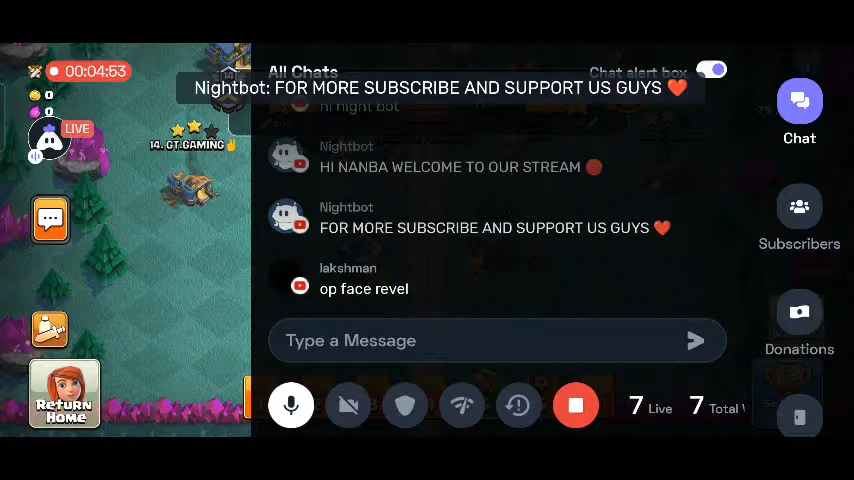 00:04:53
All Chats
Chat alert box
Nightbot: FOR MORE SUBSCRIBE AND SUPPORT US GUYS ❤️
0
0
LIVE
14. GT.GAMING✌️
hi night bot
Nightbot
HI NANBA WELCOME TO OUR STREAM 🔴
Nightbot
FOR MORE SUBSCRIBE AND SUPPORT US GUYS ❤️
lakshman
op face revel
Type a Message
Return
Home
7 Live 7 Total
Chat
Subscribers
Donations